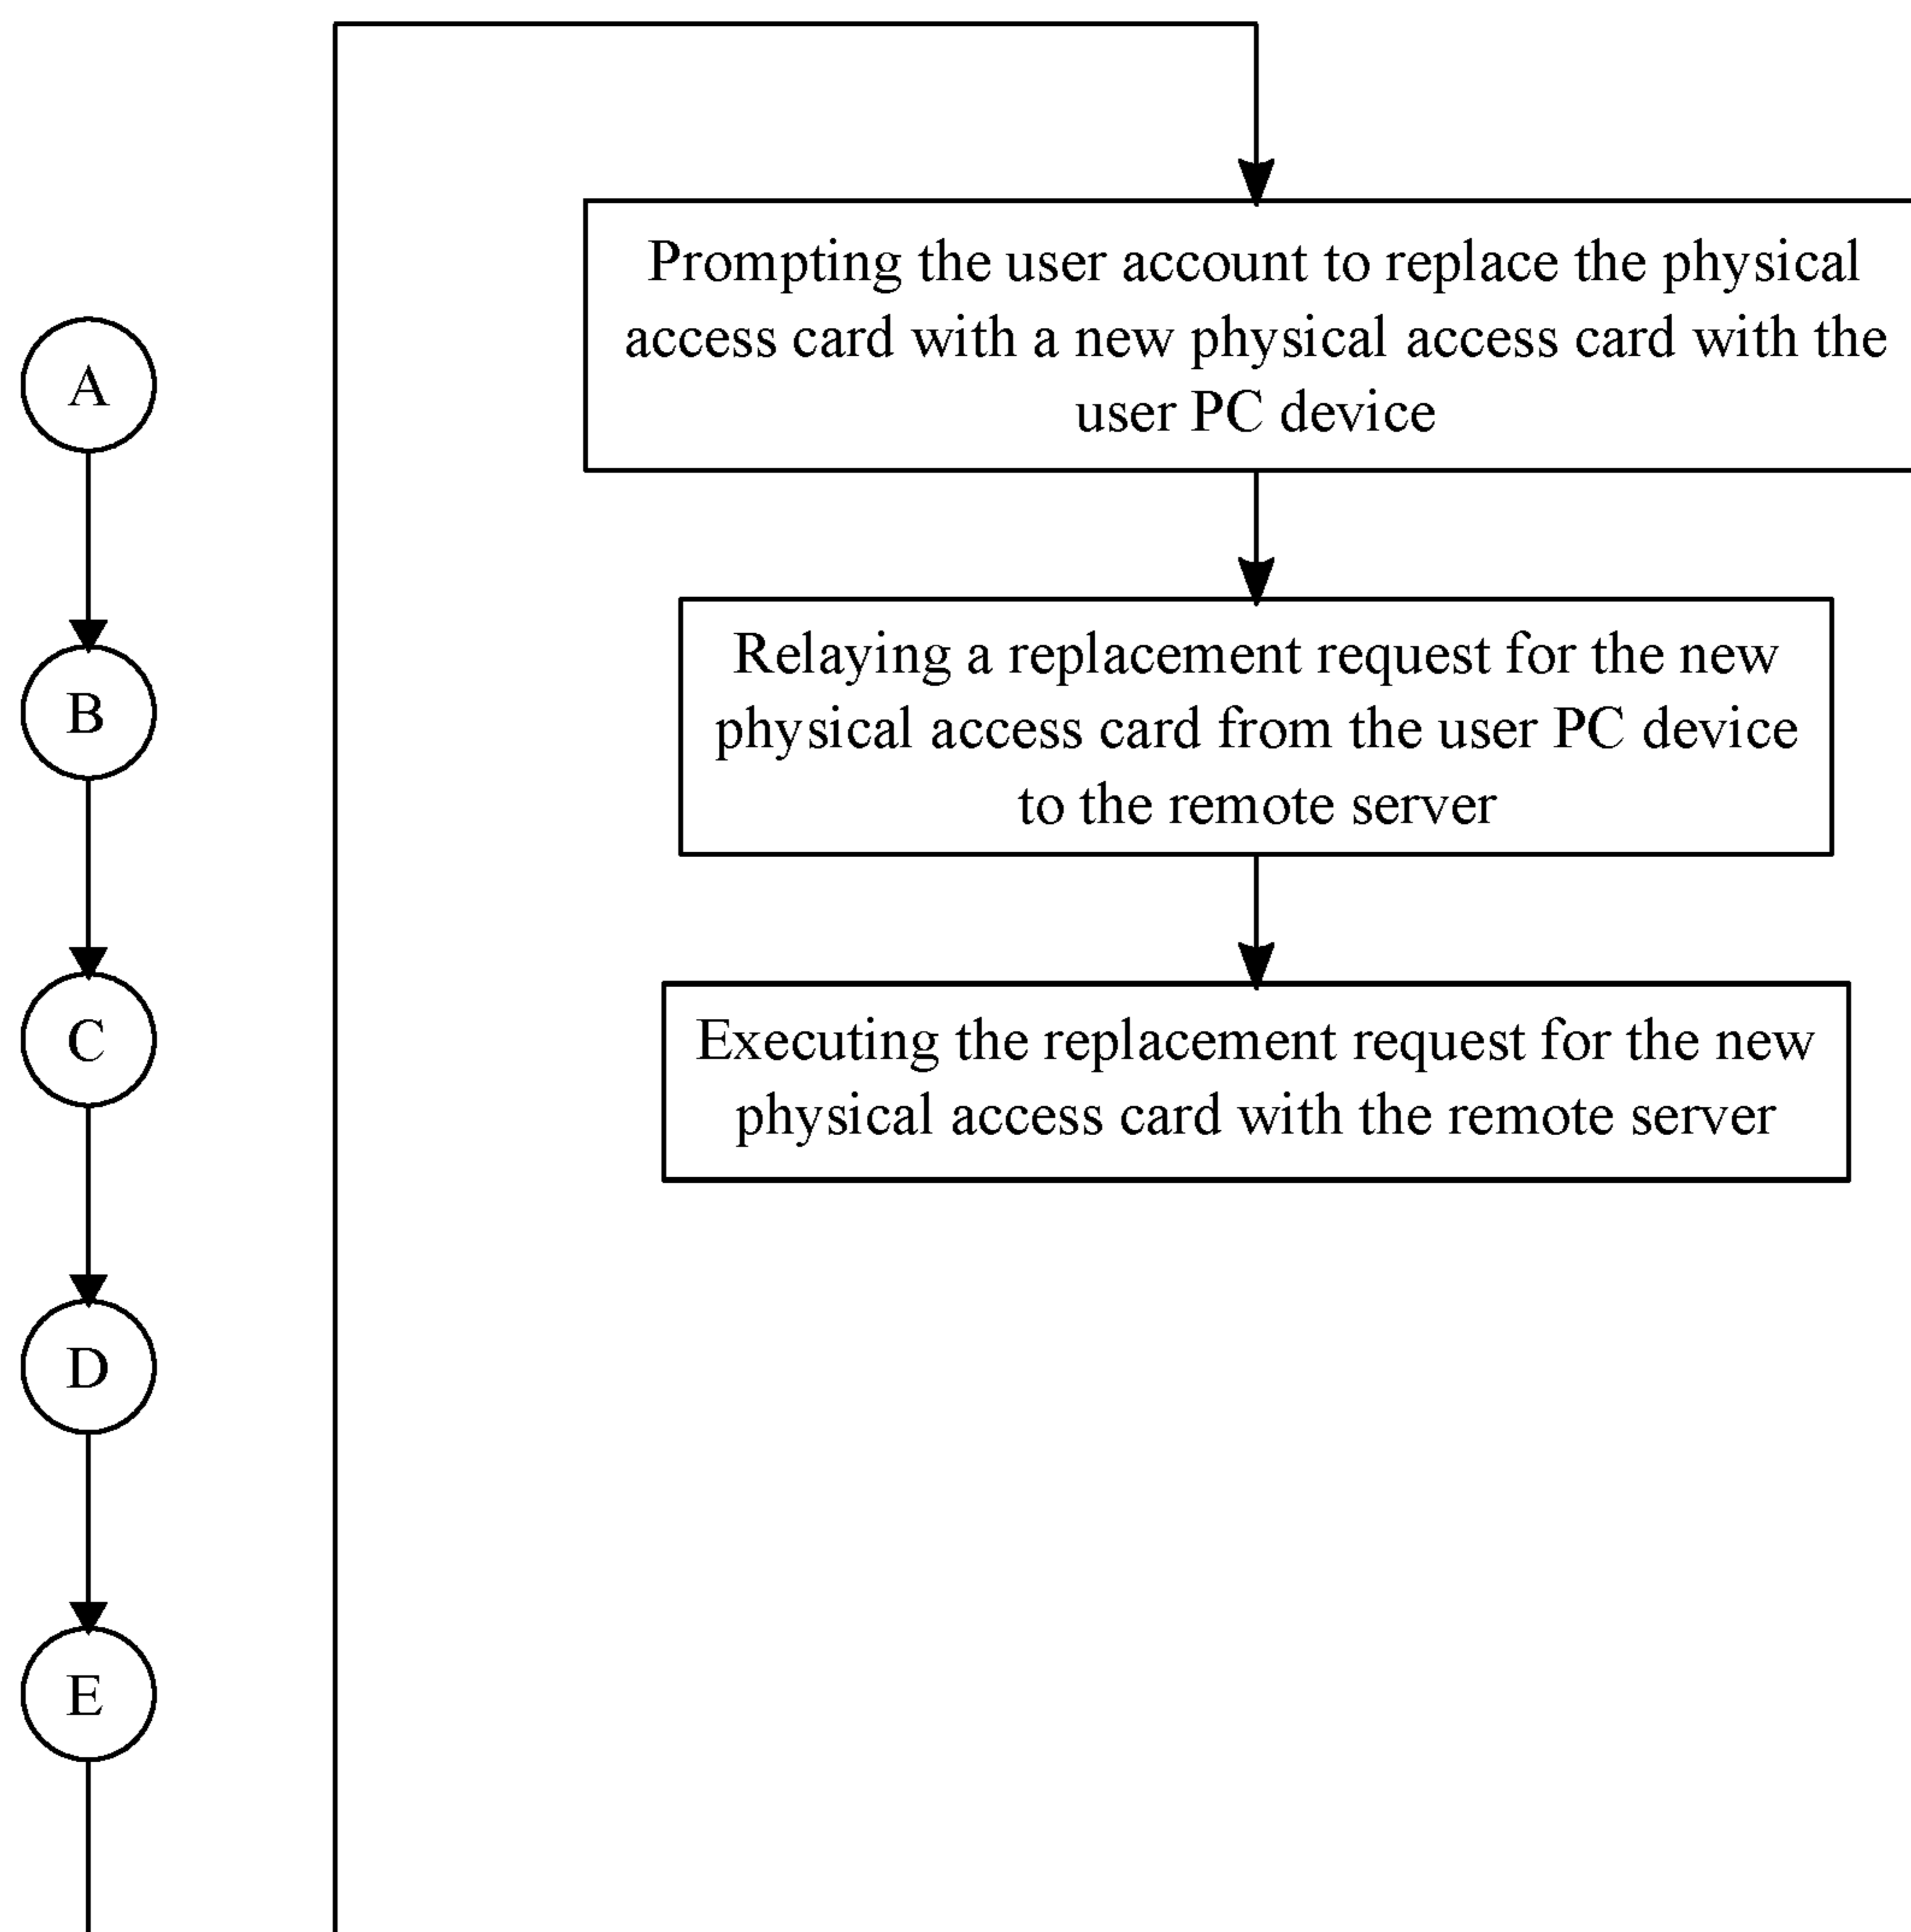 A
B
C
D
E
Prompting the user account to replace the physical
access card with a new physical access card with the
user PC device
Relaying a replacement request for the new
physical access card from the user PC device
to the remote server
Executing the replacement request for the new
physical access card with the remote server